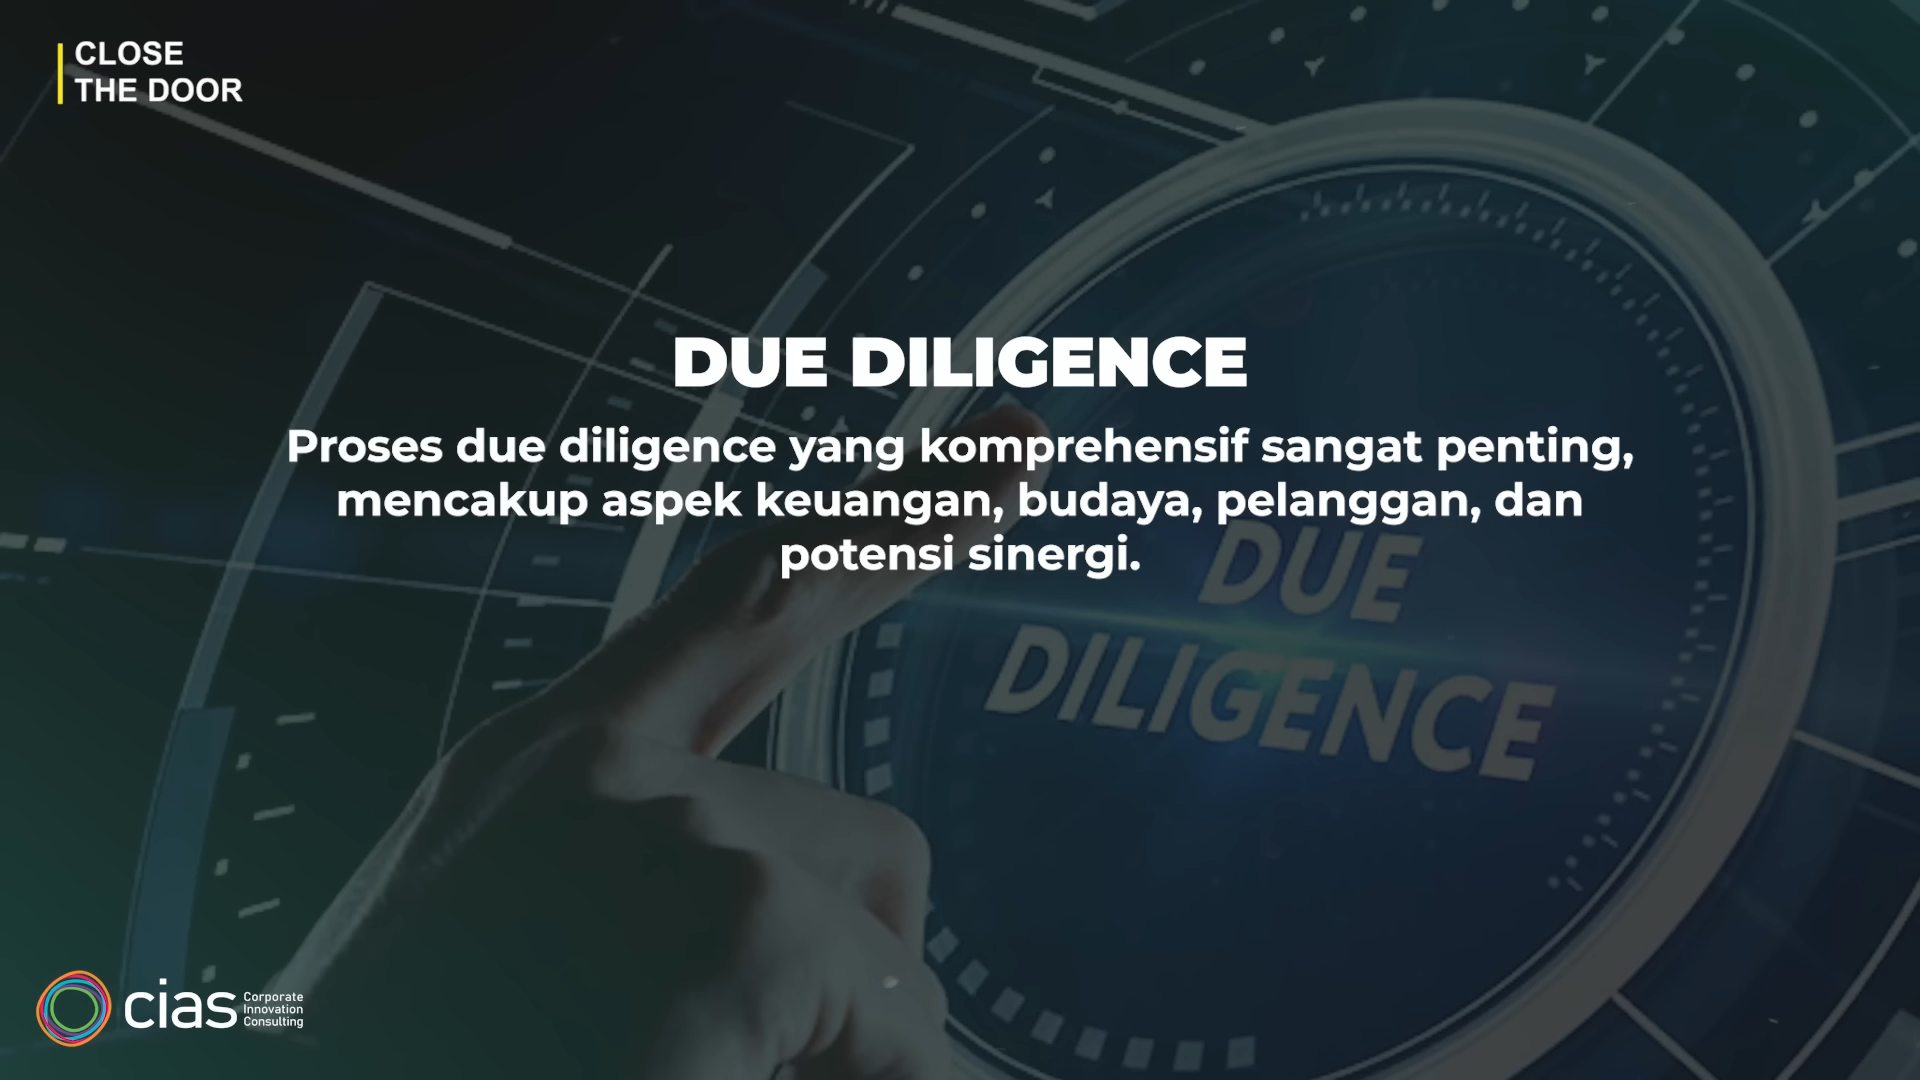 CLOSE
THE DOOR
DUE DILIGENCE
Proses due diligence yang komprehensif sangat penting,
mencakup aspek keuangan, budaya, pelanggan, dan
potensi sinergi.
DUE
DILIGENCE
cias
Corporate
Innovation
Consulting